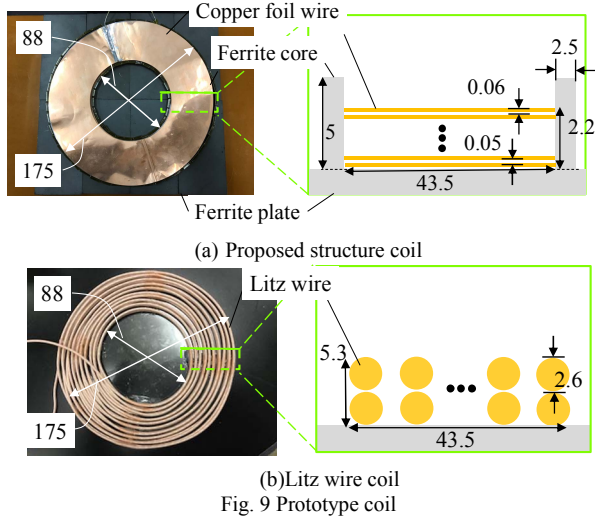 Copper foil wire
88
Ferrite core
2.5
0.06
5
2.2
0.05
175
43.5
Ferrite plate
(a) Proposed structure coil
Litz wire
88
5.3
2.6
175
43.5
(b)Litz wire coil
Fig. 9 Prototype coil